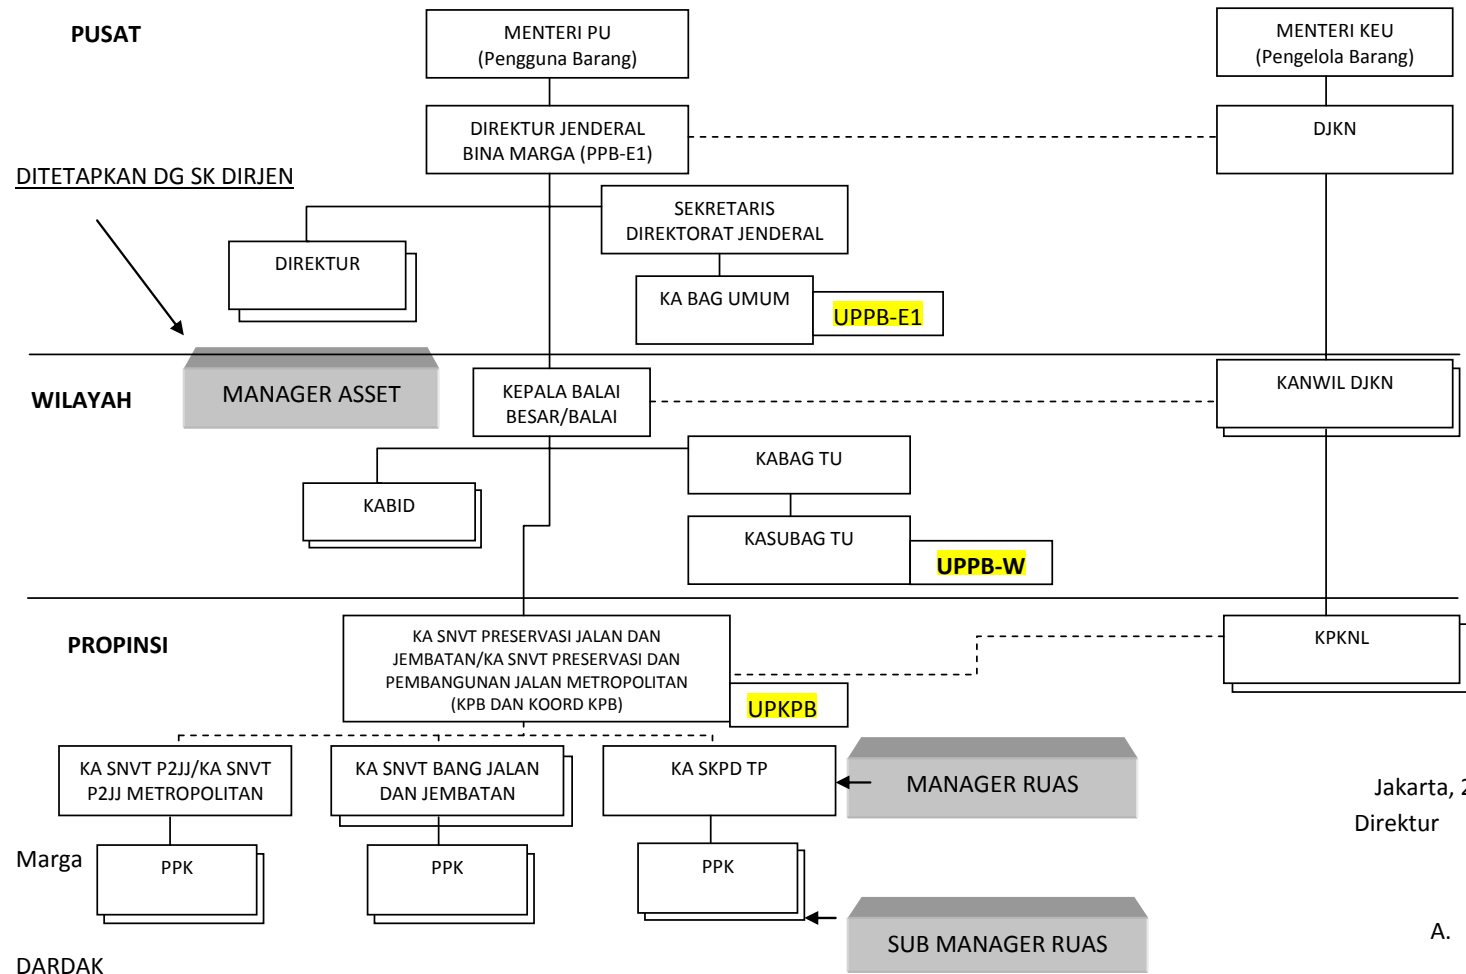 PUSAT
MENTERI PU
(Pengguna Barang)
MENTERI KEU
(Pengelola Barang)
DIREKTUR JENDERAL
BINA MARGA (PPB-E1)
DJKN
DITETAPKAN DG SK DIRJEN
SEKRETARIS
DIREKTORAT JENDERAL
DIREKTUR
KA BAG UMUM
UPPB-E1
WILAYAH
MANAGER ASSET
KEPALA BALAI
BESAR/BALAI
KANWIL DJKN
KABAG TU
KABID
KASUBAG TU
UPPB-W
PROPINSI
KA SNVT PRESERVASI JALAN DAN
JEMBATAN/KA SNVT PRESERVASI DAN
PEMBANGUNAN JALAN METROPOLITAN
(KPB DAN KOORD KPB)
UPKPB
KPKNL
KA SNVT P2JJ/KA SNVT
P2JJ METROPOLITAN
KA SNVT BANG JALAN
DAN JEMBATAN
KA SKPD TP
MANAGER RUAS
Jakarta, 2
Direktur
Marga
PPK
PPK
PPK
SUB MANAGER RUAS
A.
DARDAK